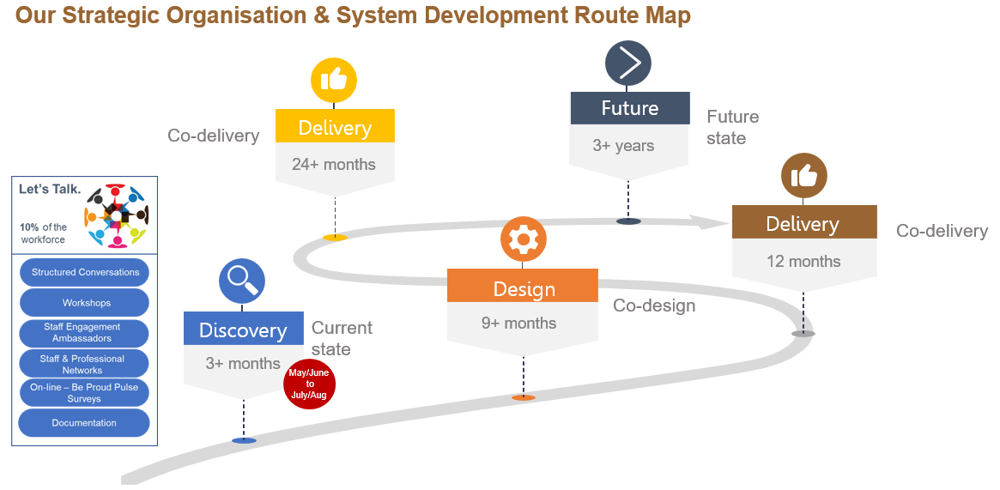 Our Strategic Organisation & System Development Route Map
Let's Talk.
10% of the
workforce
Structured Conversations
Workshops
Staff Engagement
Ambassadors
Staff & Professional
Networks
On-line – Be Proud Pulse
Surveys
Documentation
Discovery
3+ months
Current
state
May/June
to
July/Aug
Design
9+ months
Co-design
Delivery
12 months
Co-delivery
Co-delivery
Delivery
24+ months
Future
3+ years
Future
state